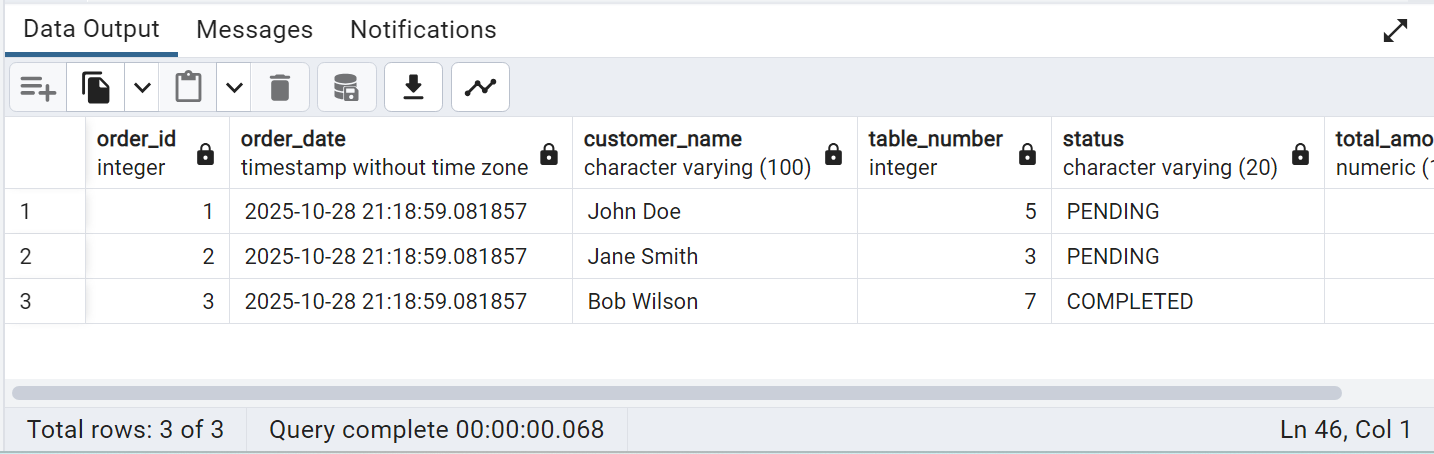 Data Output Messages Notifications
order_id order_date customer_name table_number status total_amo
integer timestamp without time zone character varying (100) integer character varying (20) numeric (1
1 1 2025-10-28 21:18:59.081857 John Doe 5 PENDING
2 2 2025-10-28 21:18:59.081857 Jane Smith 3 PENDING
3 3 2025-10-28 21:18:59.081857 Bob Wilson 7 COMPLETED
Total rows: 3 of 3 Query complete 00:00:00.068 Ln 46, Col 1